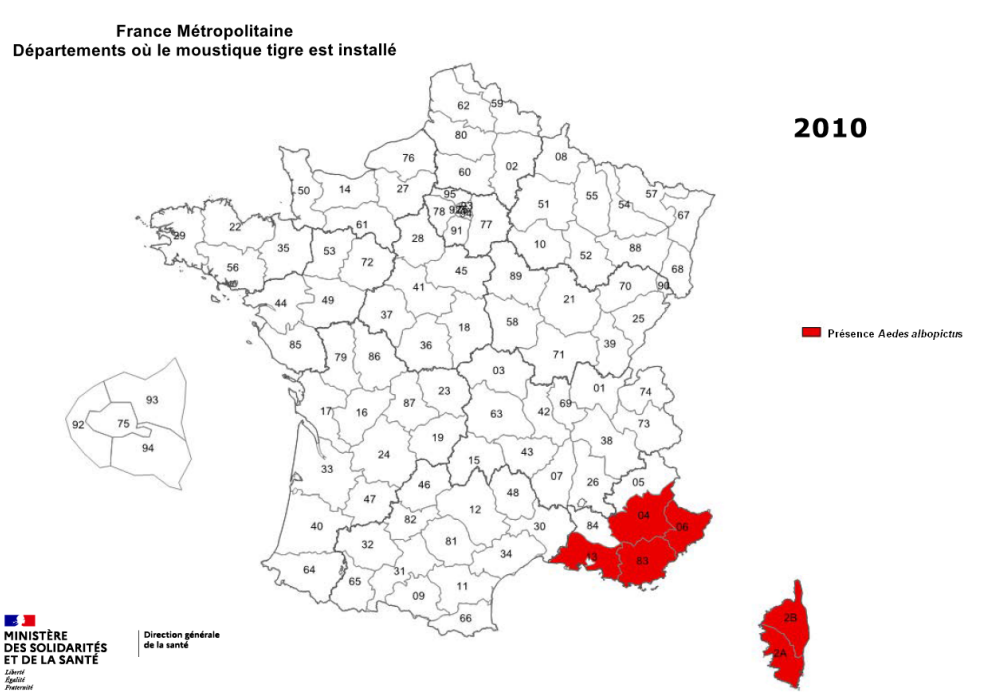 France Métropolitaine
Départements où le moustique tigre est installé
2010
62 59
80
76 08
60 02
50 14 27 95 55 57
51 54 67
78 77
22 61 91
29 35 28 10 88
53 52
56 72 45 68
89
41 70 90
44 49 21
37 58 25
18
85 36 39
79 86 71
03
23 01 74
87
17 16 63 42 69
73
19 38
24 43
15
33 07
46 26 05
47 48
12
82 04
40 30 84 06
32 81
34
64 31 13 83
65 11
09
66
2B
2A
93
92 75
94
Présence Aedes albopictus
MINISTÈRE
DES SOLIDARITÉS
ET DE LA SANTÉ
Liberté
Égalité
Fraternité
Direction générale
de la santé